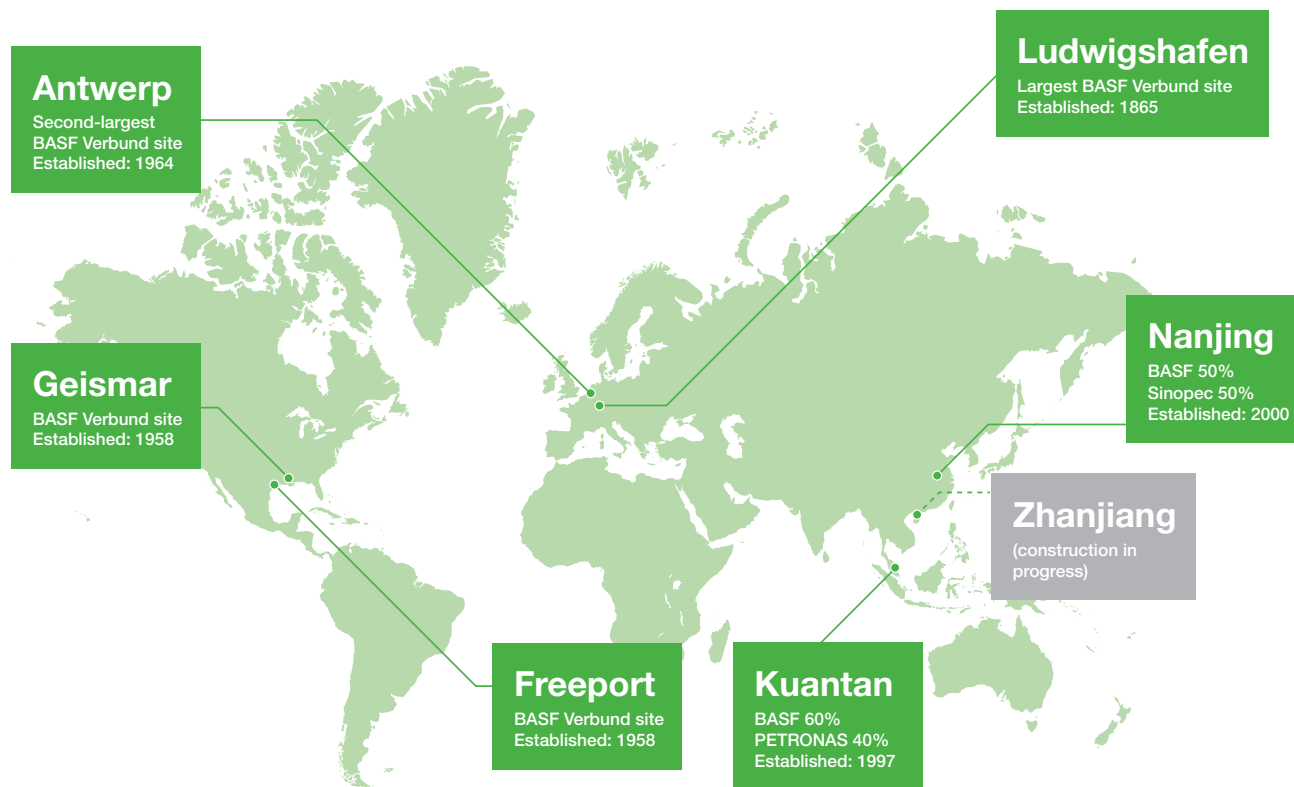 Antwerp
Second-largest
BASF Verbund site
Established: 1964
Ludwigshafen
Largest BASF Verbund site
Established: 1865
Geismar
BASF Verbund site
Established: 1958
Nanjing
BASF 50%
Sinopec 50%
Established: 2000
Zhanjiang
(construction in
progress)
Freeport
BASF Verbund site
Established: 1958
Kuantan
BASF 60%
PETRONAS 40%
Established: 1997